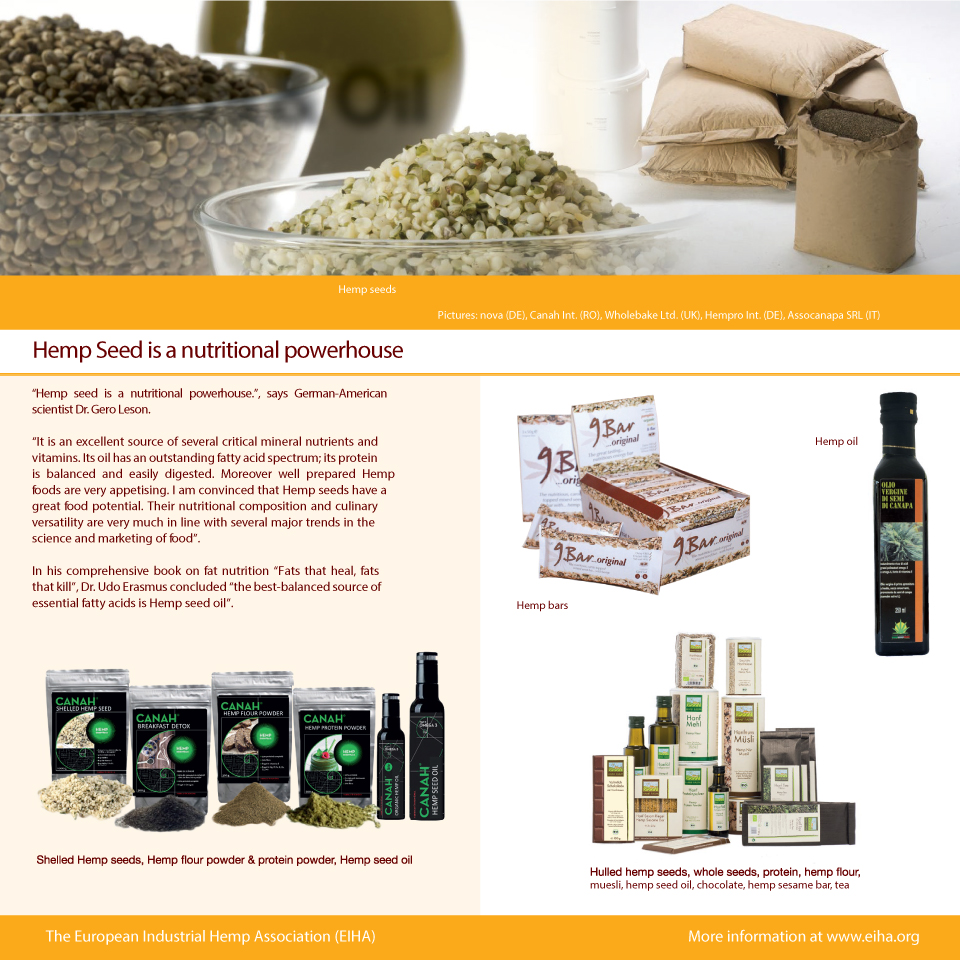 Oil
Hemp seeds
Pictures: nova (DE), Canah Int. (RO), Wholebake Ltd. (UK), Hempro Int. (DE), Assocanapa SRL (IT)
Hemp Seed is a nutritional powerhouse
“Hemp seed is a nutritional powerhouse.”, says German-American
scientist Dr. Gero Leson.
“It is an excellent source of several critical mineral nutrients and
vitamins. Its oil has an outstanding fatty acid spectrum; its protein
is balanced and easily digested. Moreover well prepared Hemp
foods are very appetising. I am convinced that Hemp seeds have a
great food potential. Their nutritional composition and culinary
versatility are very much in line with several major trends in the
science and marketing of food”.
In his comprehensive book on fat nutrition “Fats that heal, fats
that kill”, Dr. Udo Erasmus concluded “the best-balanced source of
essential fatty acids is Hemp seed oil”.
9Bar
...original
9Bar
...original
9Bar
...original
Hemp bars
Hemp oil
OLIO
VERGINE
DI SEMI
DI CANAPA
250 ml
CANAH
SHELLED HEMP SEED
CANAH
BREAKFAST DETOX
CANAH
HEMP FLOUR POWDER
CANAH
HEMP PROTEIN POWDER
CANAH
ORGANIC HEMP OIL
CANAH
HEMP SEED OIL
Shelled Hemp seeds, Hemp flour powder & protein powder, Hemp seed oil
Hanf
Mehl
Müsli
Hulled hemp seeds, whole seeds, protein, hemp flour,
muesli, hemp seed oil, chocolate, hemp sesame bar, tea
The European Industrial Hemp Association (EIHA)
More information at www.eiha.org